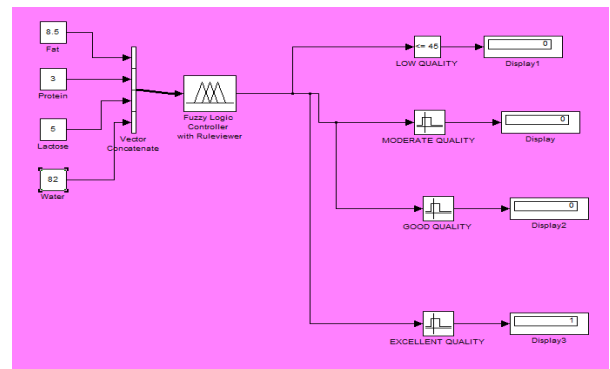 8.5
Fat
3
Protein
5
Lactose
82
Water
Vector
Concatenate
Fuzzy Logic
Controller
with Ruleviewer
<= 45
LOW QUALITY
0
Display1
MODERATE QUALITY
0
Display
GOOD QUALITY
0
Display2
EXCELLENT QUALITY
1
Display3